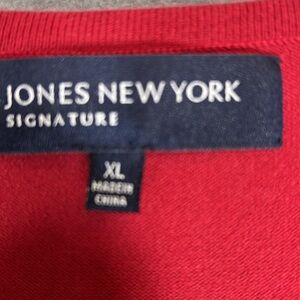 JONES NEW YORK
SIGNATURE
XL
MADE IN
CHINA